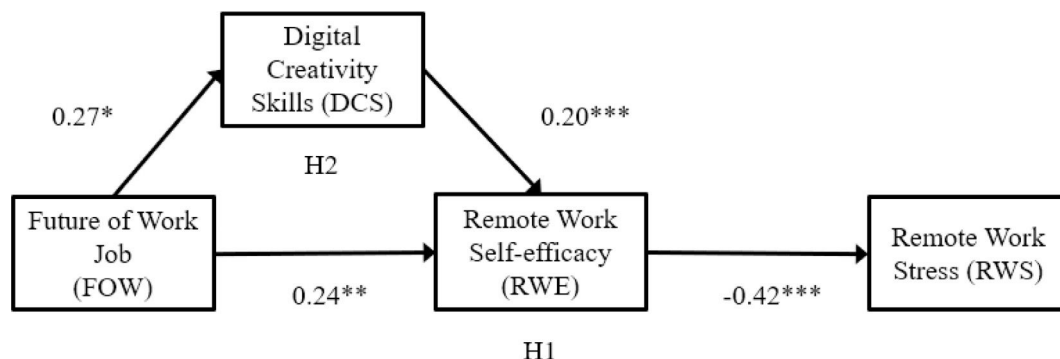 Digital
Creativity
Skills (DCS)
0.27*
0.20***
H2
Future of Work
Job
(FOW)
Remote Work
Self-efficacy
(RWE)
Remote Work
Stress (RWS)
0.24**
-0.42***
H1